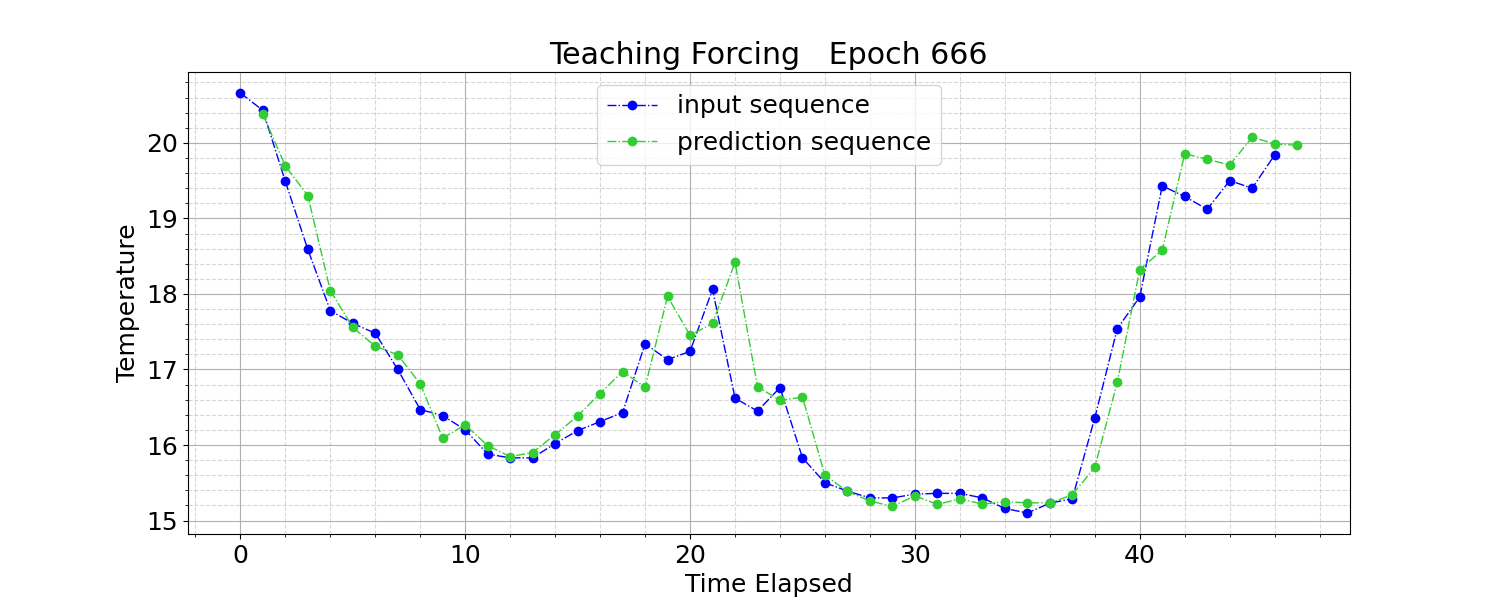 Teaching Forcing   Epoch 666
input sequence
prediction sequence
Temperature
20
19
18
17
16
15
0 10 20 30 40
Time Elapsed